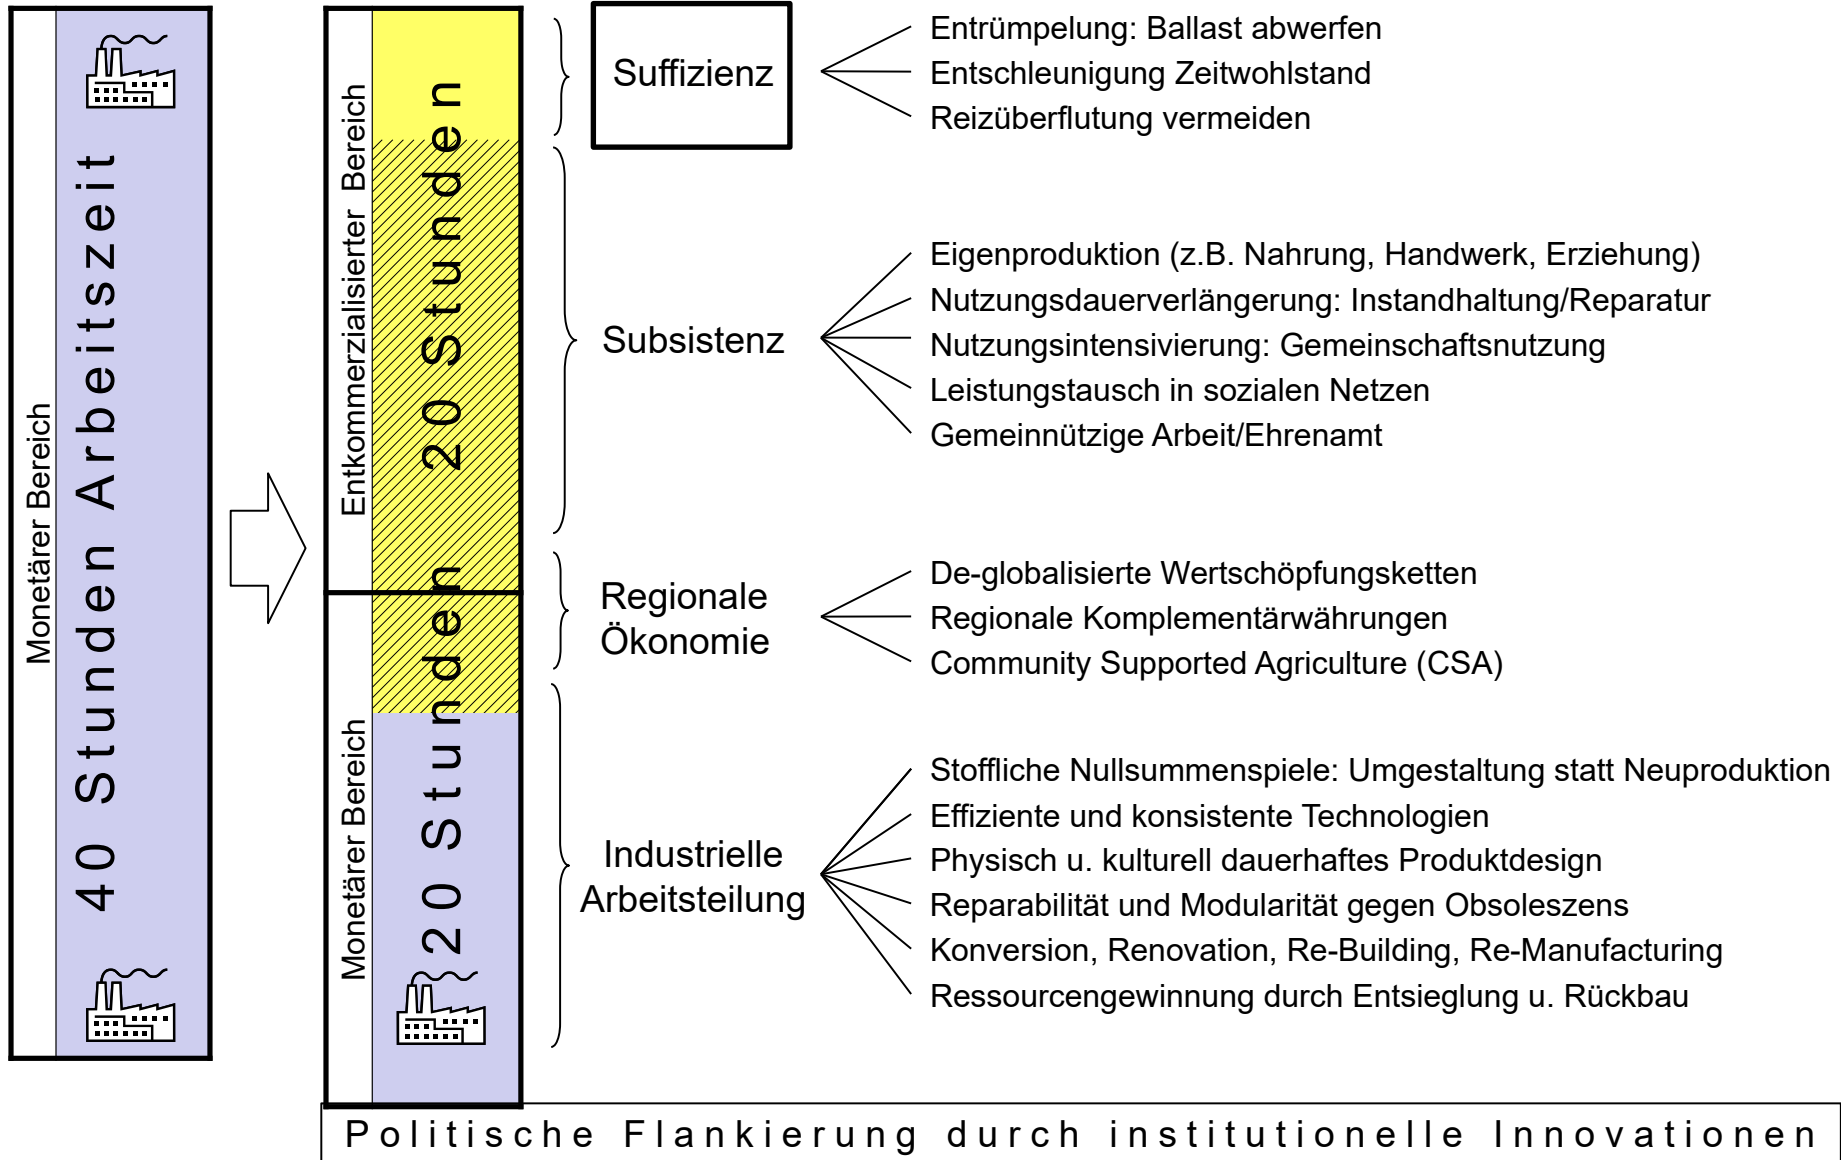 Monetärer Bereich
40 Stunden Arbeitszeit
Entkommerzialisierter Bereich
20 Stunden
Monetärer Bereich
20 Stunden
Suffizienz
Entrümpelung: Ballast abwerfen
Entschleunigung Zeitwohlstand
Reizüberflutung vermeiden
Subsistenz
Eigenproduktion (z.B. Nahrung, Handwerk, Erziehung)
Nutzungsdauerverlängerung: Instandhaltung/Reparatur
Nutzungsintensivierung: Gemeinschaftsnutzung
Leistungstausch in sozialen Netzen
Gemeinnützige Arbeit/Ehrenamt
Regionale
Ökonomie
De-globalisierte Wertschöpfungsketten
Regionale Komplementärwährungen
Community Supported Agriculture (CSA)
Industrielle
Arbeitsteilung
Stoffliche Nullsummenspiele: Umgestaltung statt Neuproduktion
Effiziente und konsistente Technologien
Physisch u. kulturell dauerhaftes Produktdesign
Reparabilität und Modularität gegen Obsoleszens
Konversion, Renovation, Re-Building, Re-Manufacturing
Ressourcengewinnung durch Entsieglung u. Rückbau
Politische Flankierung durch institutionelle Innovationen